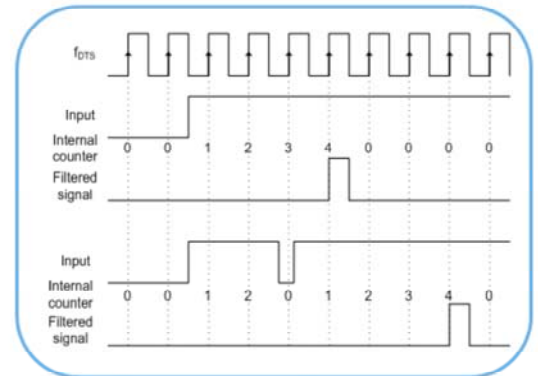 fDTS
Input
Internal
counter
0 0 1 2 3 4 0 0 0 0
Filtered
signal
Input
Internal
counter
0 0 1 2 0 1 2 3 4 0
Filtered
signal